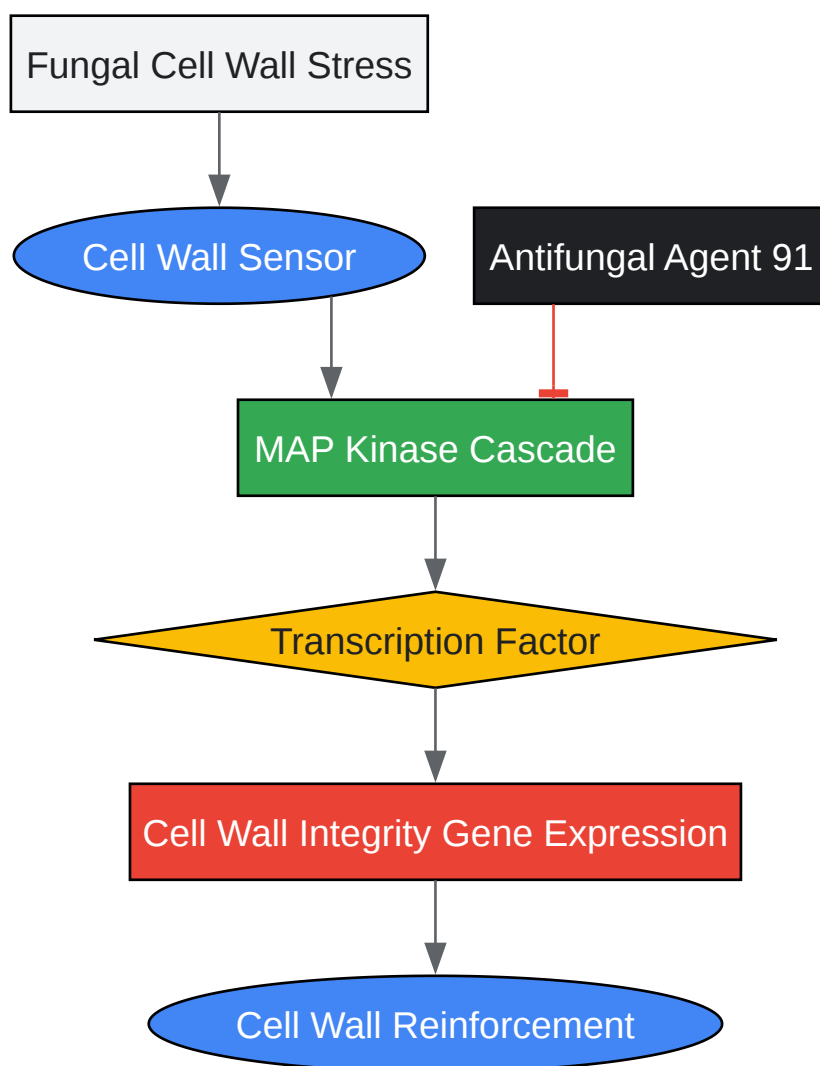 Fungal Cell Wall Stress
Cell Wall Sensor
Antifungal Agent 91
MAP Kinase Cascade
Transcription Factor
Cell Wall Integrity Gene Expression
Cell Wall Reinforcement